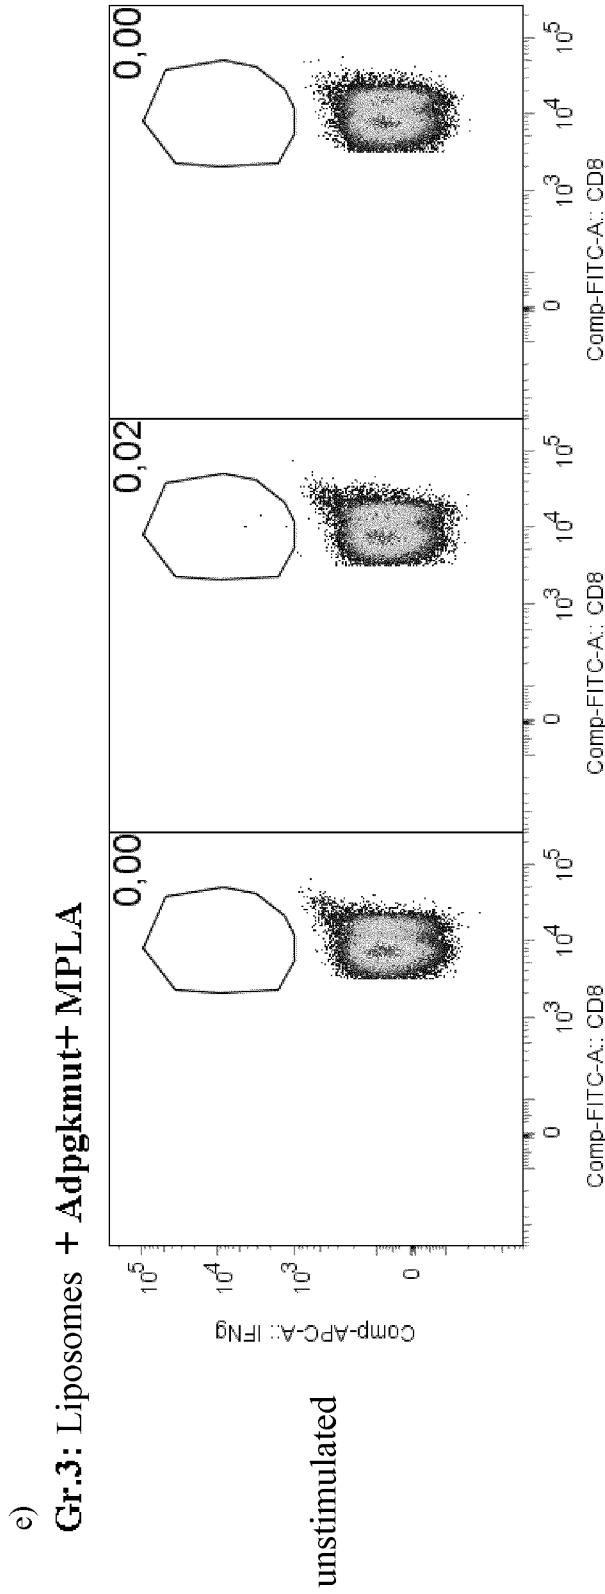 e)
Gr.3: Liposomes + Adpgkmut+ MPLA
unstimulated
Comp-APC-A:: IFNg
10^5
10^4
10^3
0
0,00 0,02 0,00
0 10^3 10^4 10^5 0 10^3 10^4 10^5 0 10^3 10^4 10^5
Comp-FITC-A:: CD8 Comp-FITC-A:: CD8 Comp-FITC-A:: CD8